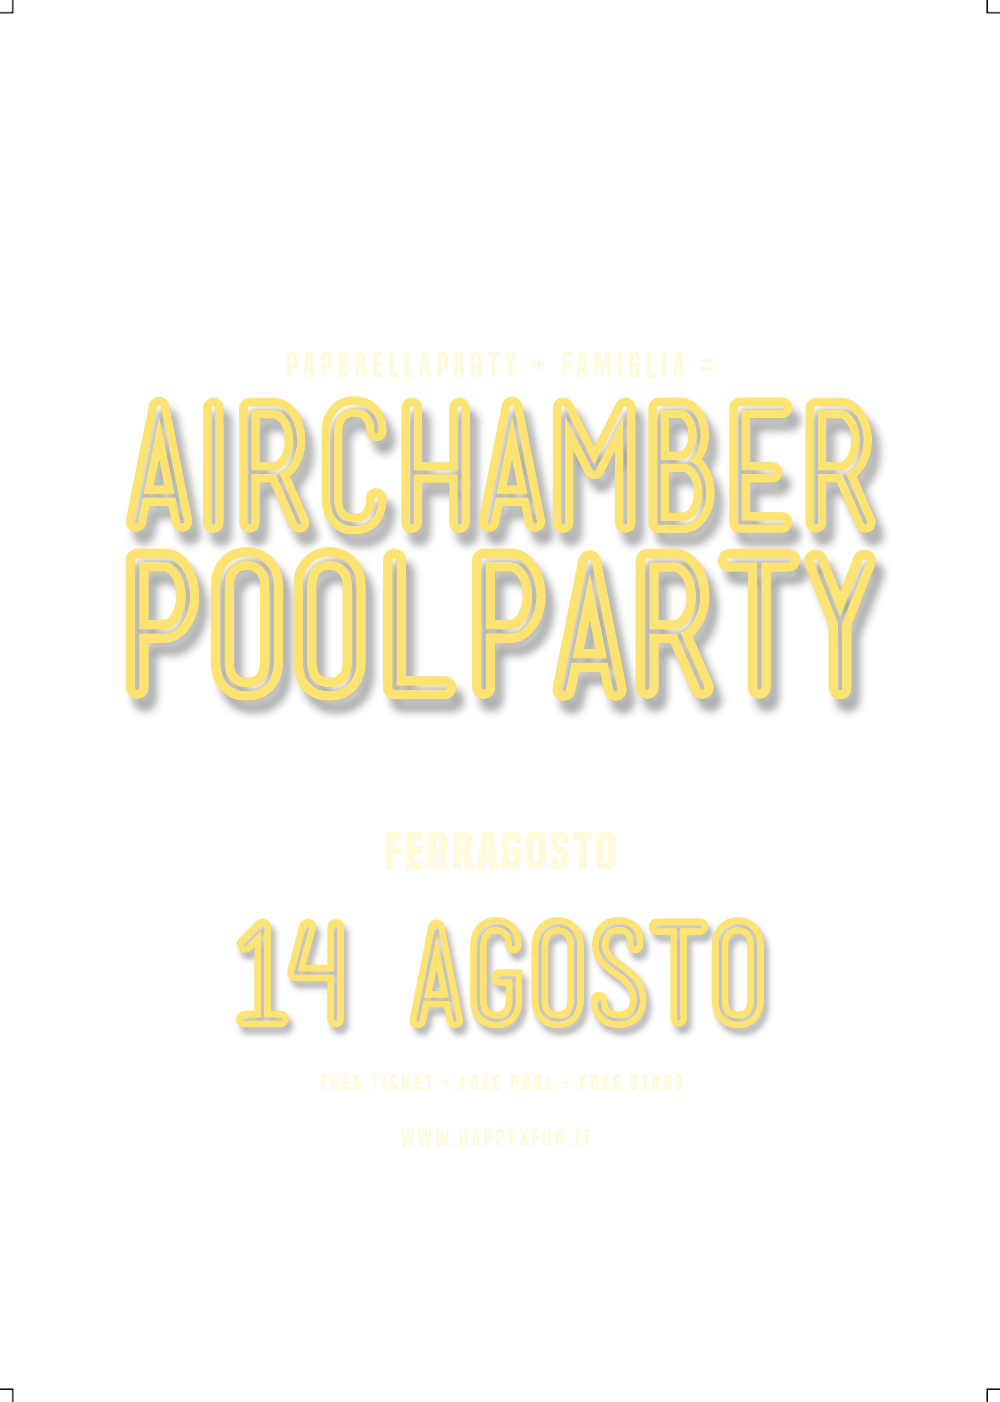 PAPERELLAPARTY + FAMIGLIA =
AIRCHAMBER
POOLPARTY
FERRAGOSTO
14 AGOSTO
FREE TICKET - FREE POOL - FREE STARS
WWW.HAPPYXFUN.IT